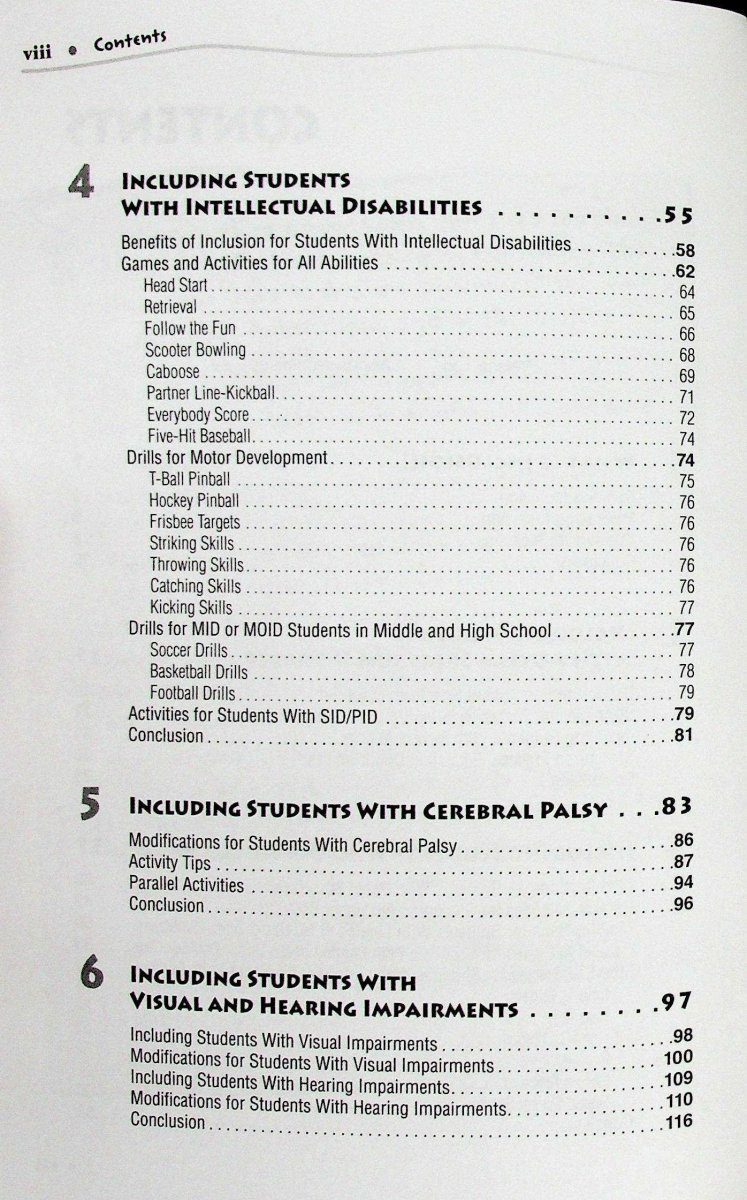 viii • Contents
4 INCLUDING STUDENTS
WITH INTELLECTUAL DISABILITIES . . . . . . . . . . 55
Benefits of Inclusion for Students With Intellectual Disabilities . . . . . . . . . . 58
Games and Activities for All Abilities . . . . . . . . . . 62
Head Start . . . . . . . . . . 64
Retrieval . . . . . . . . . . 65
Follow the Fun . . . . . . . . . . 66
Scooter Bowling . . . . . . . . . . 68
Caboose . . . . . . . . . . 69
Partner Line-Kickball . . . . . . . . . . 71
Everybody Score . . . . . . . . . . 72
Five-Hit Baseball . . . . . . . . . . 74
Drills for Motor Development . . . . . . . . . . 74
T-Ball Pinball . . . . . . . . . . 75
Hockey Pinball . . . . . . . . . . 76
Frisbee Targets . . . . . . . . . . 76
Striking Skills . . . . . . . . . . 76
Throwing Skills . . . . . . . . . . 76
Catching Skills . . . . . . . . . . 76
Kicking Skills . . . . . . . . . . 77
Drills for MID or MOID Students in Middle and High School . . . . . . . . . . 77
Soccer Drills . . . . . . . . . . 77
Basketball Drills . . . . . . . . . . 78
Football Drills . . . . . . . . . . 79
Activities for Students With SID/PID . . . . . . . . . . 79
Conclusion . . . . . . . . . . 81
5 INCLUDING STUDENTS WITH CEREBRAL PALSY . . . 83
Modifications for Students With Cerebral Palsy . . . . . . . . . . 86
Activity Tips . . . . . . . . . . 87
Parallel Activities . . . . . . . . . . 94
Conclusion . . . . . . . . . . 96
6 INCLUDING STUDENTS WITH
VISUAL AND HEARING IMPAIRMENTS . . . . . . . . 97
Including Students With Visual Impairments . . . . . . . . . . 98
Modifications for Students With Visual Impairments . . . . . . . . . . 100
Including Students With Hearing Impairments . . . . . . . . . . 109
Modifications for Students With Hearing Impairments . . . . . . . . . . 110
Conclusion . . . . . . . . . . 116